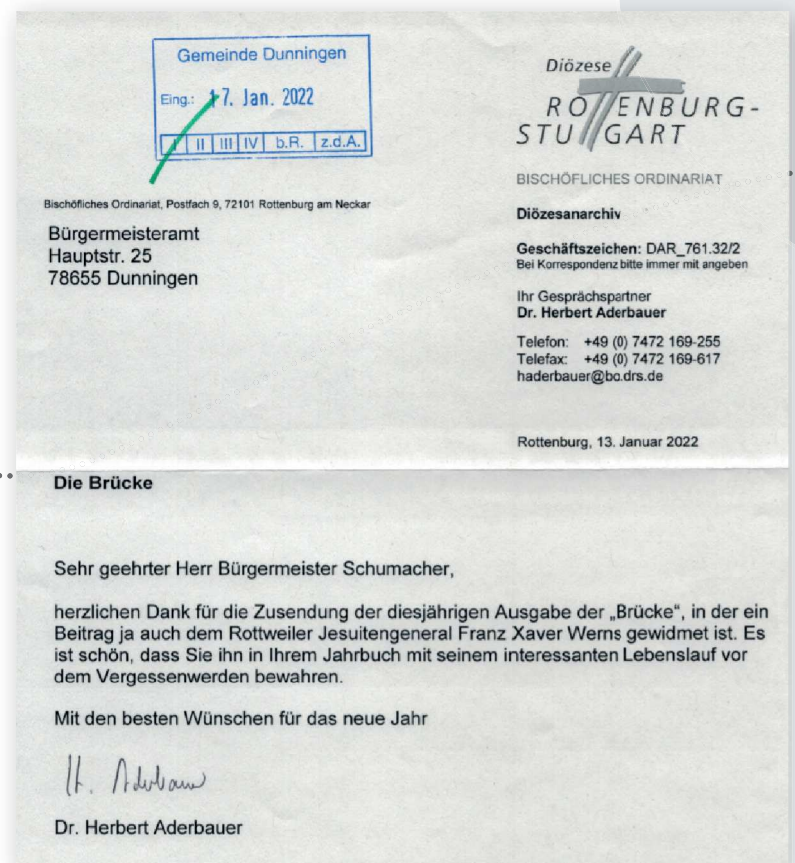 Gemeinde Dunningen
Eing.: 17. Jan. 2022
I II III IV b.R. z.d.A.
Diözese
ROTTENBURG-
STUTTGART
BISCHÖFLICHES ORDINARIAT
Bischöfliches Ordinariat, Postfach 9, 72101 Rottenburg am Neckar
Bürgermeisteramt
Hauptstr. 25
78655 Dunningen
Diözesanarchiv
Geschäftszeichen: DAR_761.32/2
Bei Korrespondenz bitte immer mit angeben
Ihr Gesprächspartner
Dr. Herbert Aderbauer
Telefon: +49 (0) 7472 169-255
Telefax: +49 (0) 7472 169-617
haderbauer@bo.drs.de
Rottenburg, 13. Januar 2022
Die Brücke
Sehr geehrter Herr Bürgermeister Schumacher,
herzlichen Dank für die Zusendung der diesjährigen Ausgabe der „Brücke“, in der ein
Beitrag ja auch dem Rottweiler Jesuitengeneral Franz Xaver Werns gewidmet ist. Es
ist schön, dass Sie ihn in Ihrem Jahrbuch mit seinem interessanten Lebenslauf vor
dem Vergessenwerden bewahren.
Mit den besten Wünschen für das neue Jahr
H. Aderbauer
Dr. Herbert Aderbauer